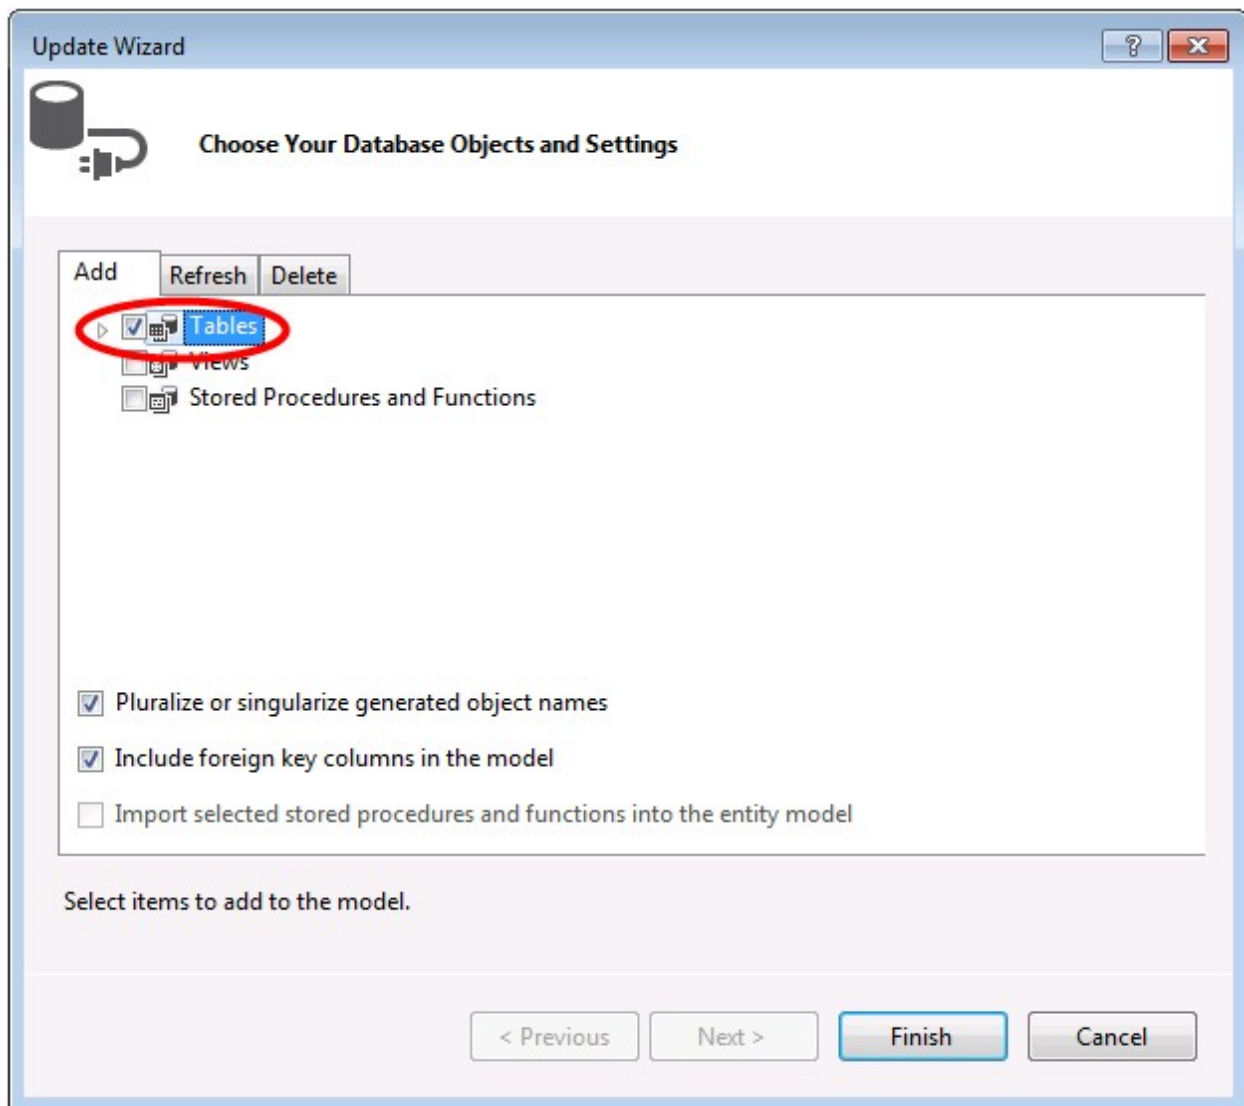 Update Wizard
Choose Your Database Objects and Settings
Add Refresh Delete
Tables
Views
Stored Procedures and Functions
Pluralize or singularize generated object names
Include foreign key columns in the model
Import selected stored procedures and functions into the entity model
Select items to add to the model.
< Previous Next > Finish Cancel